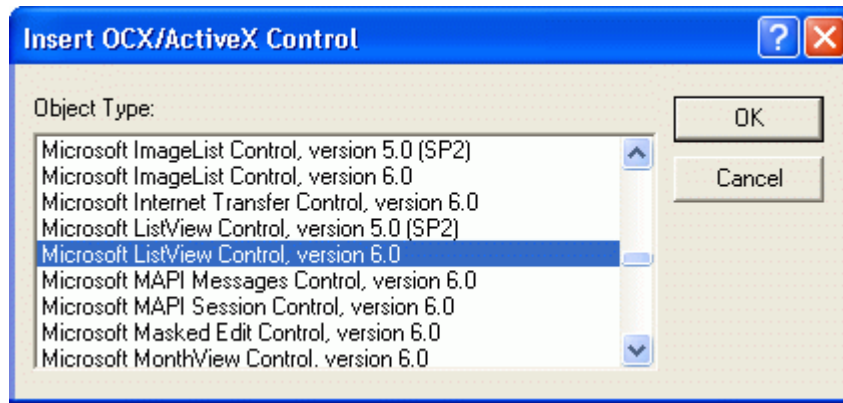 Insert OCX/ActiveX Control
Object Type:
Microsoft ImageList Control, version 5.0 (SP2)
Microsoft ImageList Control, version 6.0
Microsoft Internet Transfer Control, version 6.0
Microsoft ListView Control, version 5.0 (SP2)
Microsoft ListView Control, version 6.0
Microsoft MAPI Messages Control, version 6.0
Microsoft MAPI Session Control, version 6.0
Microsoft Masked Edit Control, version 6.0
Microsoft MonthView Control, version 6.0
OK
Cancel